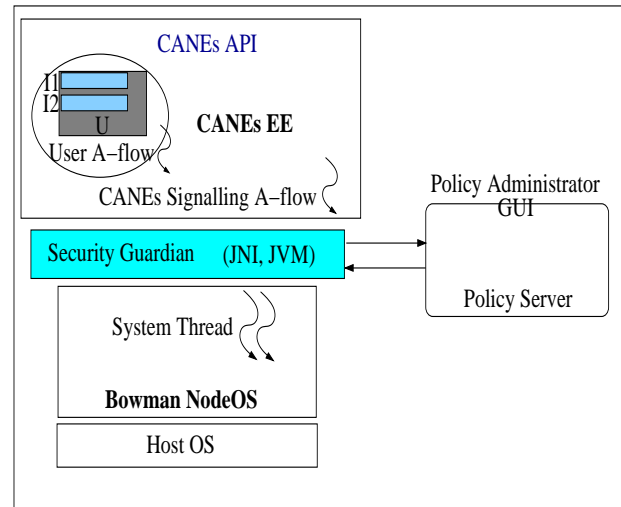 CANEs API
I1
I2
U
User A−flow
CANEs EE
CANEs Signalling A−flow
Policy Administrator
GUI
Security Guardian (JNI, JVM)
Policy Server
System Thread
Bowman NodeOS
Host OS